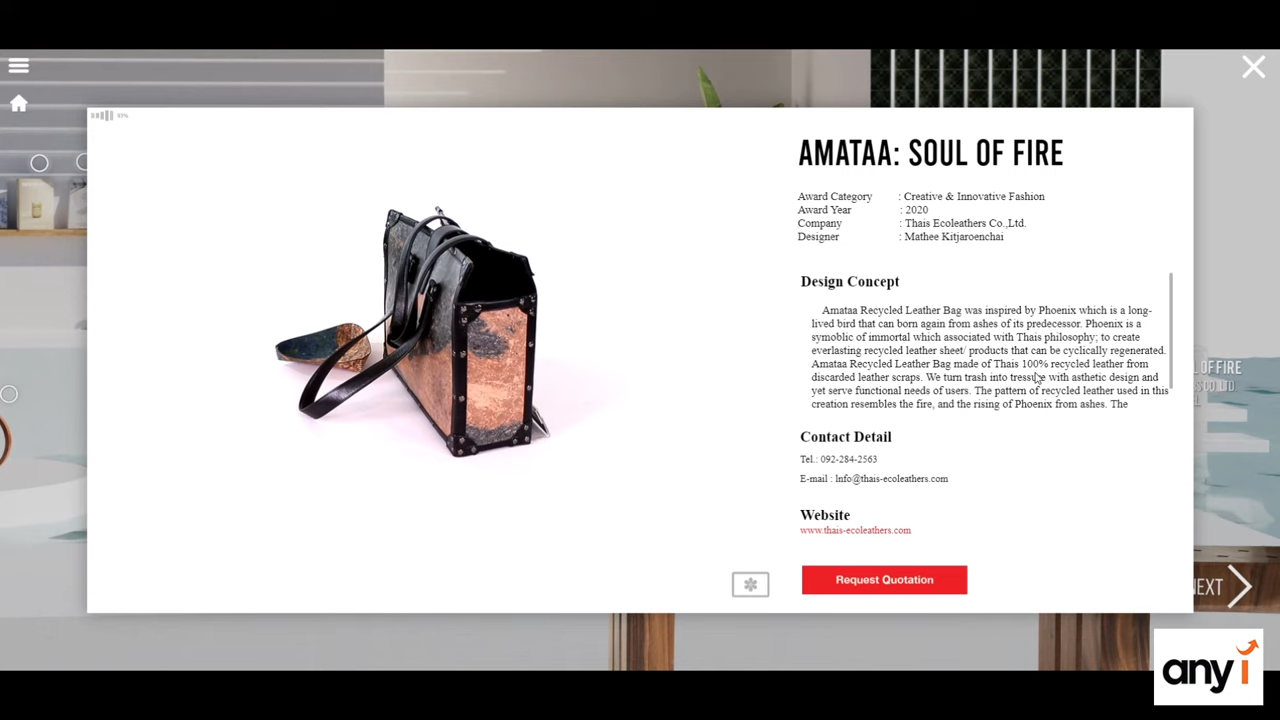 93%
AMATAA: SOUL OF FIRE
Award Category : Creative & Innovative Fashion
Award Year : 2020
Company : Thais Ecoleathers Co.,Ltd.
Designer : Mathee Kitjaroenchai
Design Concept
Amataa Recycled Leather Bag was inspired by Phoenix which is a long-
lived bird that can born again from ashes of its predecessor. Phoenix is a
symoblic of immortal which associated with Thais philosophy; to create
everlasting recycled leather sheet/ products that can be cyclically regenerated.
Amataa Recycled Leather Bag made of Thais 100% recycled leather from
discarded leather scraps. We turn trash into tressure with asthetic design and
yet serve functional needs of users. The pattern of recycled leather used in this
creation resembles the fire, and the rising of Phoenix from ashes. The
Contact Detail
Tel.: 092-284-2563
E-mail : lnfo@thais-ecoleathers.com
Website
www.thais-ecoleathers.com
Request Quotation
OF FIRE
NEXT
any i